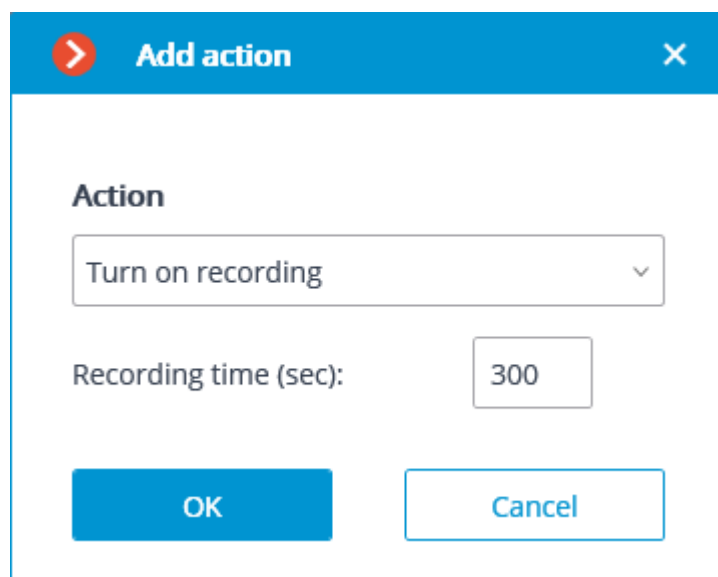 Add action
Action
Turn on recording
Recording time (sec): 300
OK Cancel